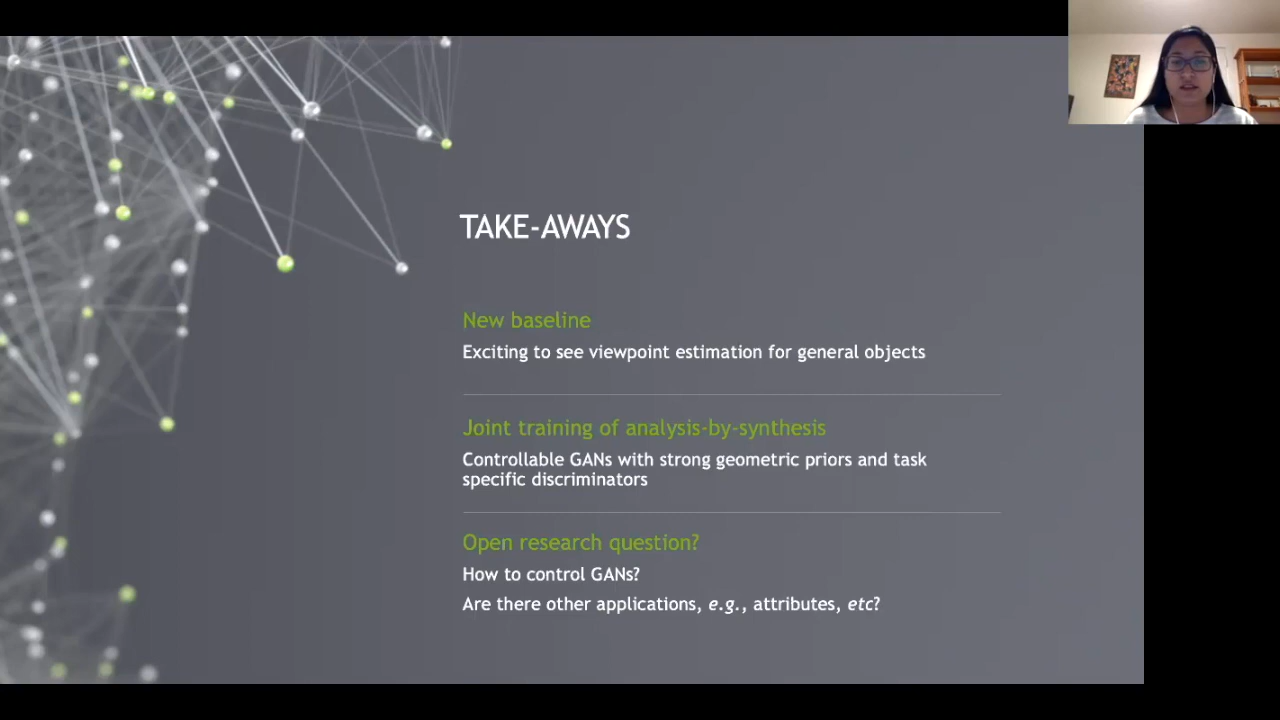 TAKE-AWAYS
New baseline
Exciting to see viewpoint estimation for general objects
Joint training of analysis-by-synthesis
Controllable GANs with strong geometric priors and task
specific discriminators
Open research question?
How to control GANs?
Are there other applications, e.g., attributes, etc?